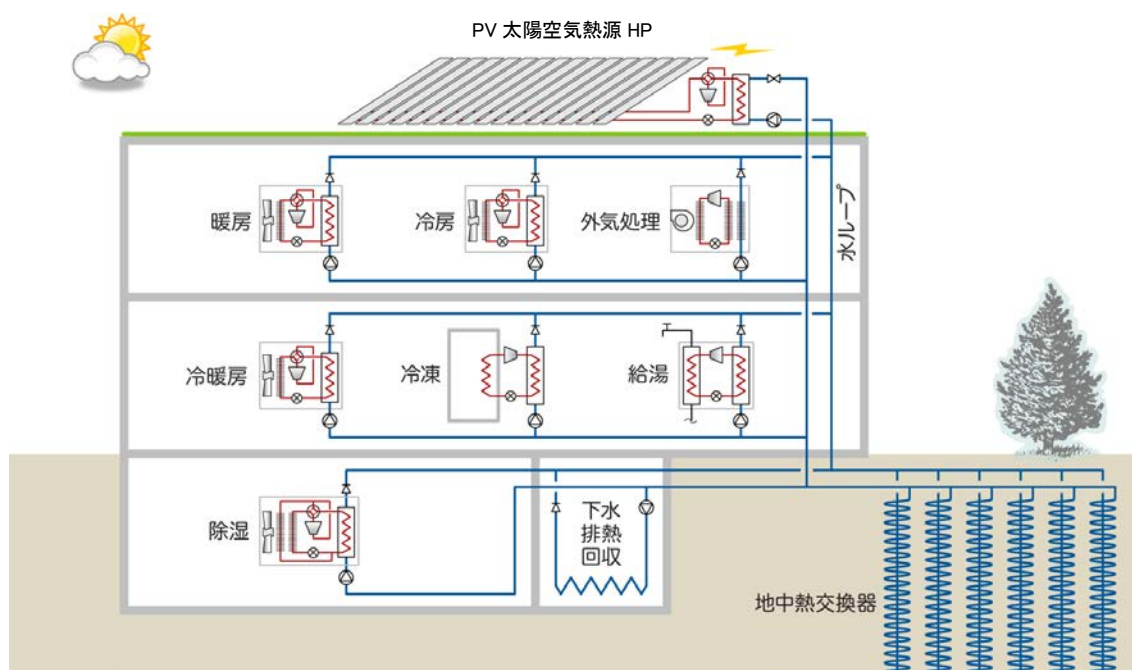 PV 太陽空気熱源 HP
水ループ
暖房
冷房
外気処理
冷暖房
冷凍
給湯
除湿
下水
排熱
回収
地中熱交換器